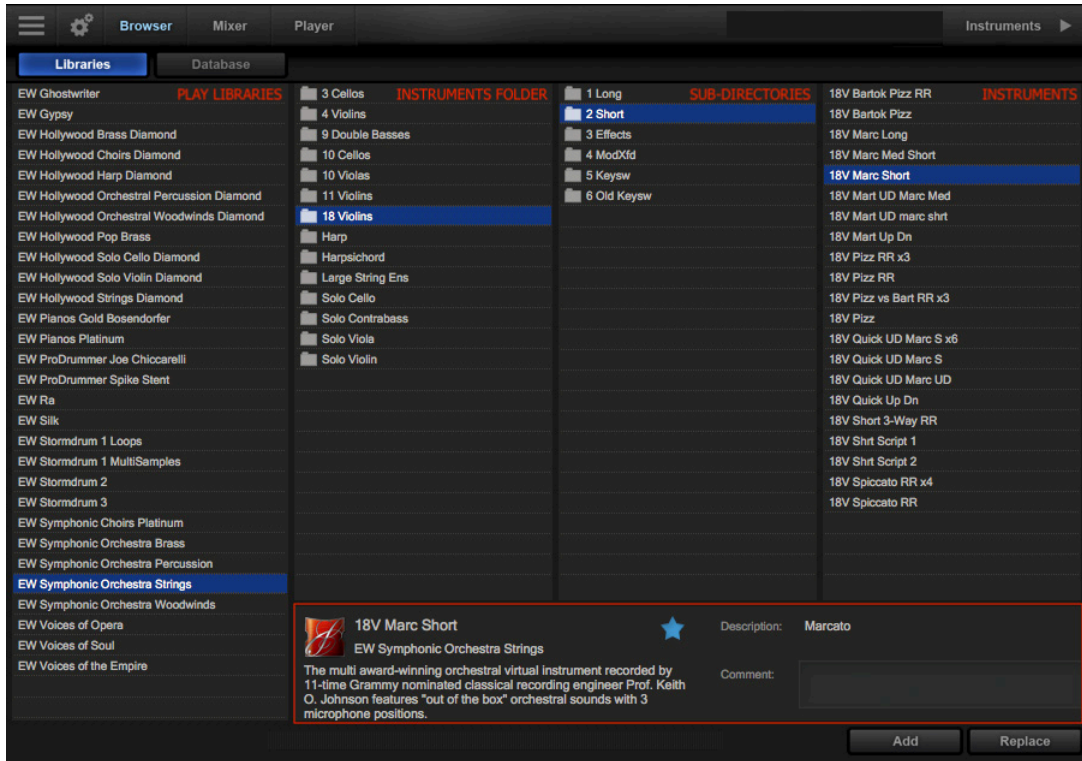 Browser
Mixer
Player
Instruments
Libraries
Database
PLAY LIBRARIES
EW Ghostwriter
EW Gypsy
EW Hollywood Brass Diamond
EW Hollywood Choirs Diamond
EW Hollywood Harp Diamond
EW Hollywood Orchestral Percussion Diamond
EW Hollywood Orchestral Woodwinds Diamond
EW Hollywood Pop Brass
EW Hollywood Solo Cello Diamond
EW Hollywood Solo Violin Diamond
EW Hollywood Strings Diamond
EW Pianos Gold Bosendorfer
EW Pianos Platinum
EW ProDrummer Joe Chiccarelli
EW ProDrummer Spike Stent
EW Ra
EW Silk
EW Stormdrum 1 Loops
EW Stormdrum 1 MultiSamples
EW Stormdrum 2
EW Stormdrum 3
EW Symphonic Choirs Platinum
EW Symphonic Orchestra Brass
EW Symphonic Orchestra Percussion
EW Symphonic Orchestra Strings
EW Symphonic Orchestra Woodwinds
EW Voices of Opera
EW Voices of Soul
EW Voices of the Empire
INSTRUMENTS FOLDER
3 Cellos
4 Violins
9 Double Basses
10 Cellos
10 Violas
11 Violins
18 Violins
Harp
Harpsichord
Large String Ens
Solo Cello
Solo Contrabass
Solo Viola
Solo Violin
SUB-DIRECTORIES
1 Long
2 Short
3 Effects
4 ModXfd
5 Keysw
6 Old Keysw
INSTRUMENTS
18V Bartok Pizz RR
18V Bartok Pizz
18V Marc Long
18V Marc Med Short
18V Marc Short
18V Mart UD Marc Med
18V Mart UD marc shrt
18V Mart Up Dn
18V Pizz RR x3
18V Pizz RR
18V Pizz vs Bart RR x3
18V Pizz
18V Quick UD Marc S x6
18V Quick UD Marc S
18V Quick UD Marc UD
18V Quick Up Dn
18V Short 3-Way RR
18V Shrt Script 1
18V Shrt Script 2
18V Spiccato RR x4
18V Spiccato RR
18V Marc Short
EW Symphonic Orchestra Strings
The multi award-winning orchestral virtual instrument recorded by
11-time Grammy nominated classical recording engineer Prof. Keith
O. Johnson features "out of the box" orchestral sounds with 3
microphone positions.
Description: Marcato
Comment:
Add
Replace